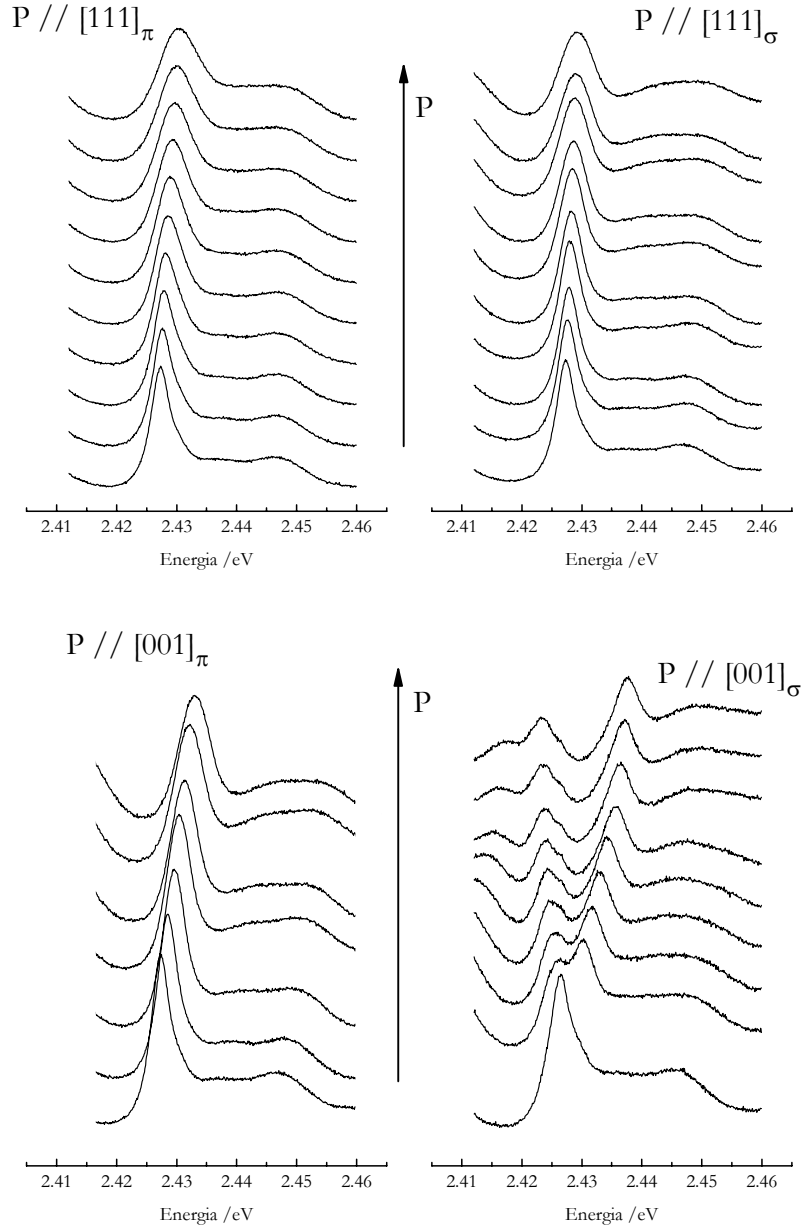 P // [111]π
P // [111]σ
P
2.41 2.42 2.43 2.44 2.45 2.46
Energia /eV
2.41 2.42 2.43 2.44 2.45 2.46
Energia /eV
P // [001]π
P // [001]σ
P
2.41 2.42 2.43 2.44 2.45 2.46
Energia /eV
2.41 2.42 2.43 2.44 2.45 2.46
Energia /eV